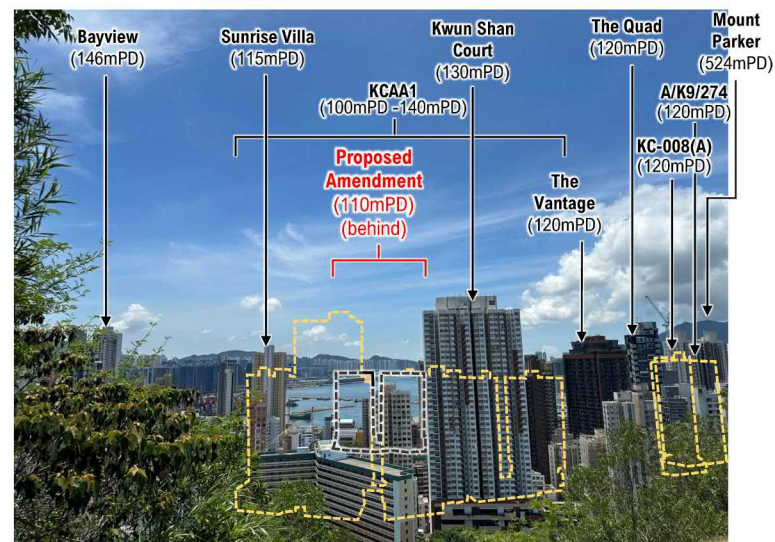 Bayview
(146mPD)
Sunrise Villa
(115mPD)
KCAA1
(100mPD -140mPD)
Proposed
Amendment
(110mPD)
(behind)
Kwun Shan
Court
(130mPD)
The
Vantage
(120mPD)
The Quad
(120mPD)
Mount
Parker
(524mPD)
A/K9/274
(120mPD)
KC-008(A)
(120mPD)